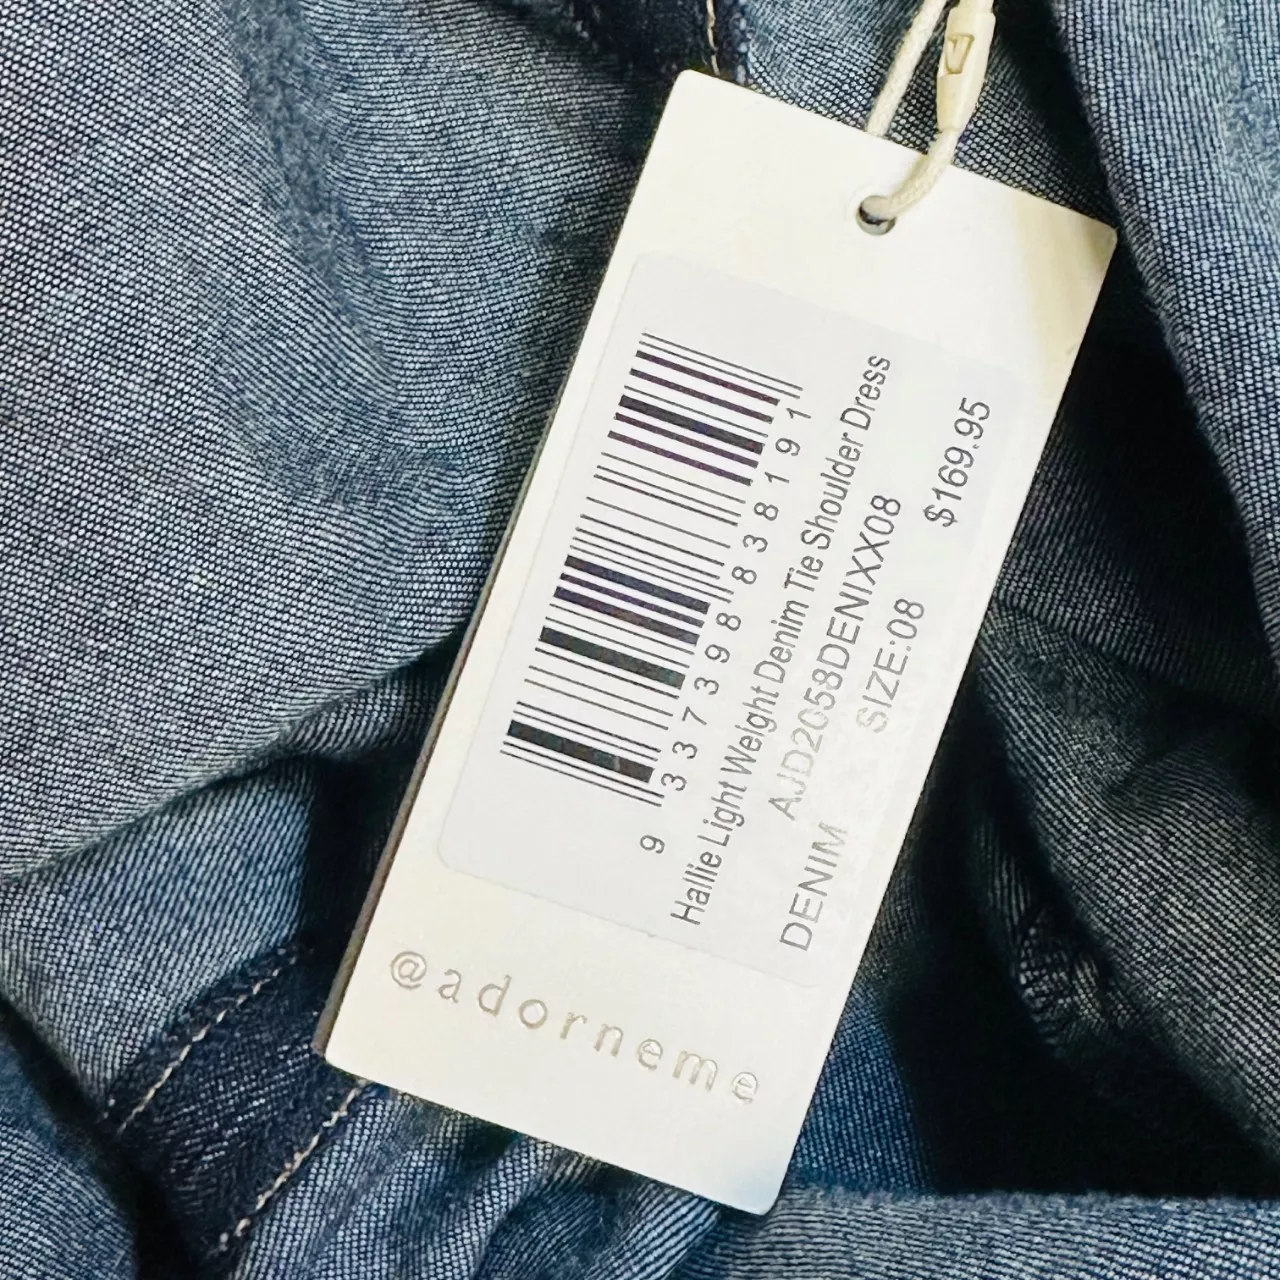 9 337398 838191
Hallie Light Weight Denim Tie Shoulder Dress
AJD2058DENIXX08
DENIM SIZE:08 $169.95
@adorneme